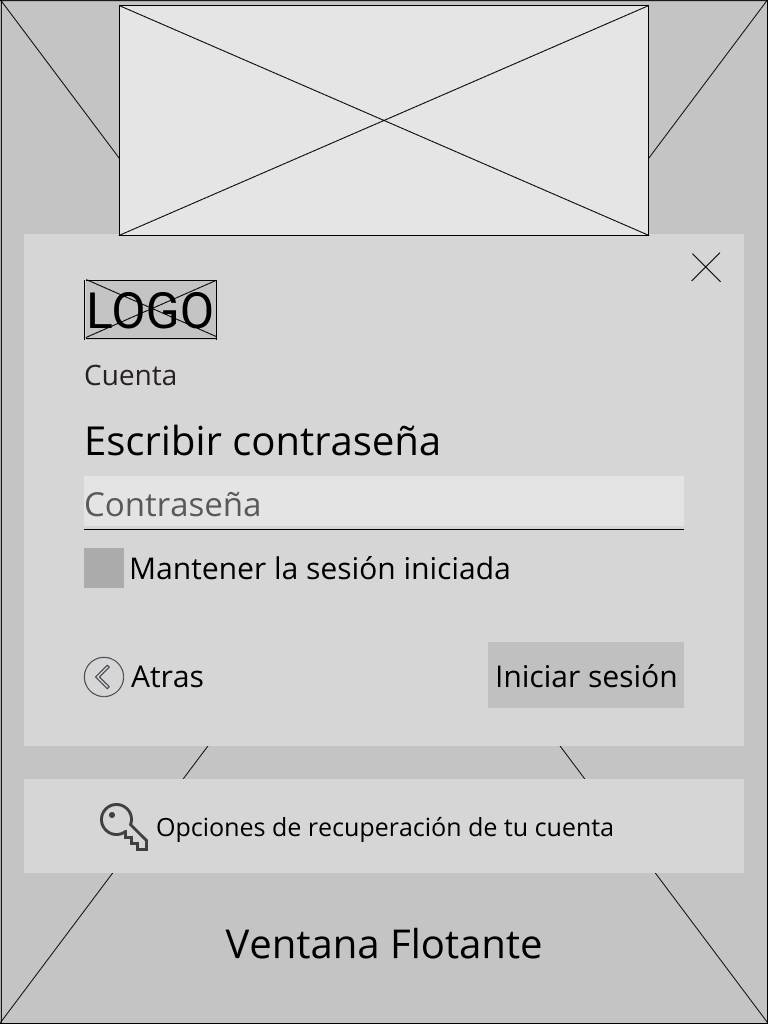 LOGO
Cuenta
Escribir contraseña
Contraseña
Mantener la sesión iniciada
Atras
Iniciar sesión
Opciones de recuperación de tu cuenta
Ventana Flotante